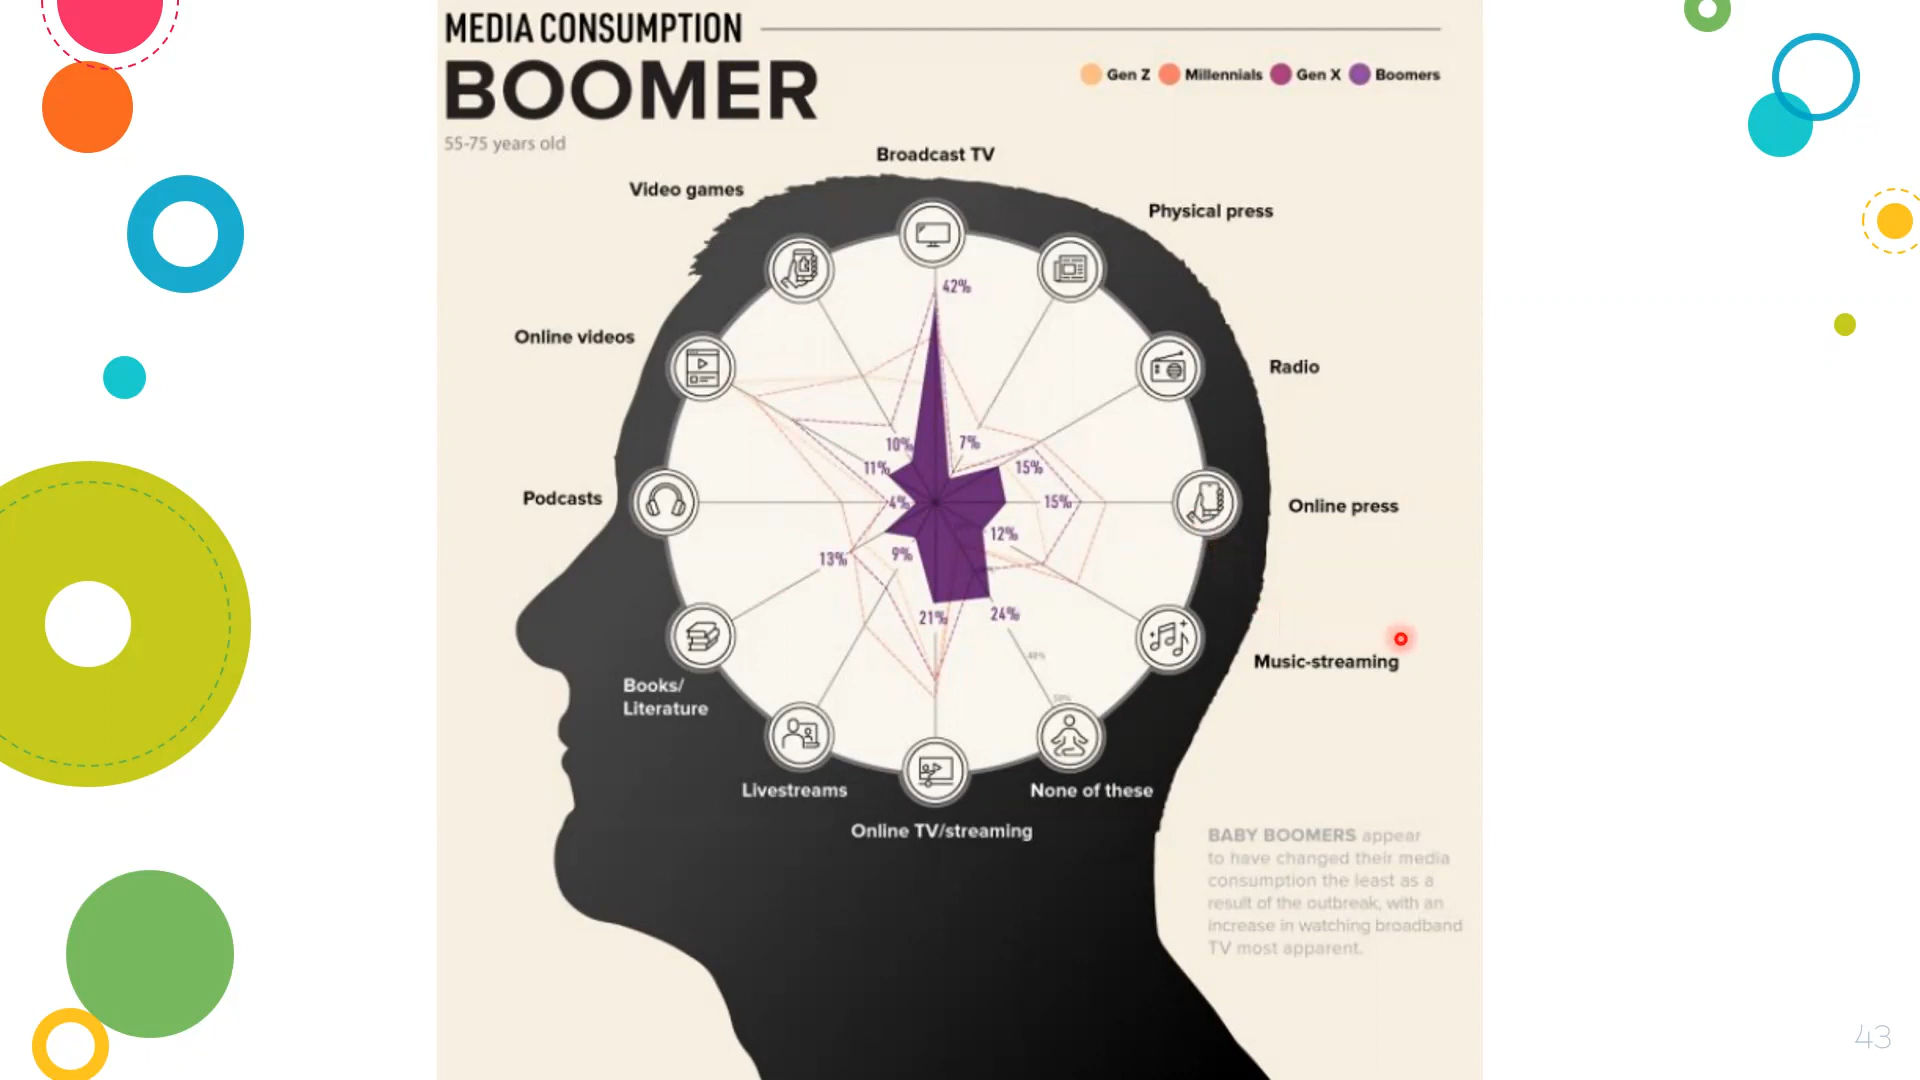 MEDIA CONSUMPTION
BOOMER
55-75 years old
Gen Z Millennials Gen X Boomers
Broadcast TV
Video games
Physical press
Online videos
Radio
Podcasts
Online press
Music-streaming
Books/
Literature
Livestreams
None of these
Online TV/streaming
42%
10%
7%
11%
15%
4%
15%
12%
13%
9%
21%
24%
40%
50%
BABY BOOMERS appear
to have changed their media
consumption the least as a
result of the outbreak, with an
increase in watching broadband
TV most apparent.
43